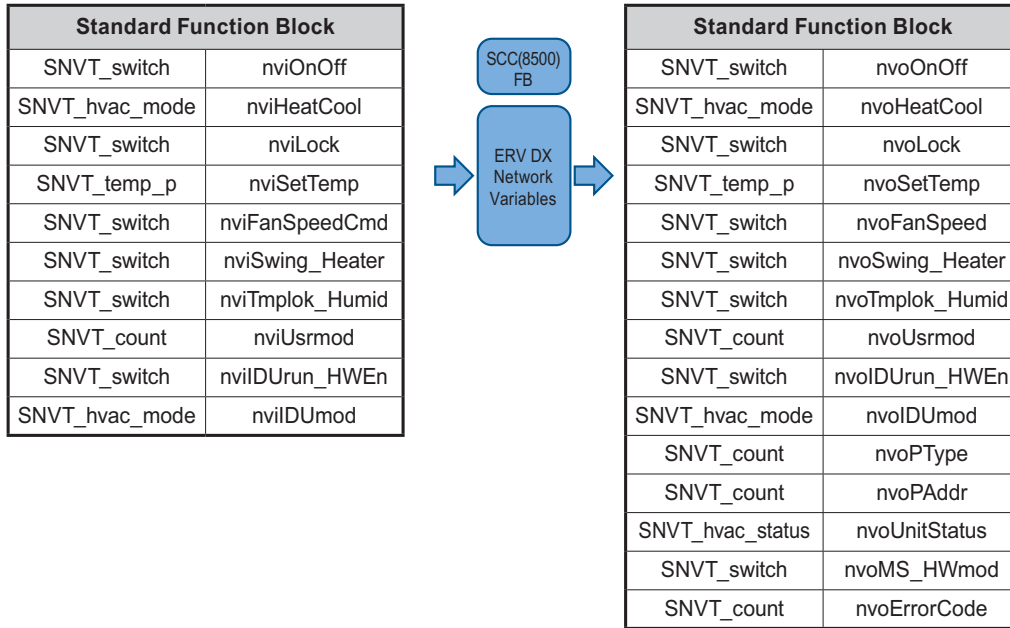 Standard Function Block
SNVT_switch nviOnOff
SNVT_hvac_mode nviHeatCool
SNVT_switch nviLock
SNVT_temp_p nviSetTemp
SNVT_switch nviFanSpeedCmd
SNVT_switch nviSwing_Heater
SNVT_switch nviTmplok_Humid
SNVT_count nviUsrmod
SNVT_switch nviIDUrun_HWEn
SNVT_hvac_mode nviIDUmod
SCC(8500)
FB
ERV DX
Network
Variables
Standard Function Block
SNVT_switch nvoOnOff
SNVT_hvac_mode nvoHeatCool
SNVT_switch nvoLock
SNVT_temp_p nvoSetTemp
SNVT_switch nvoFanSpeed
SNVT_switch nvoSwing_Heater
SNVT_switch nvoTmplok_Humid
SNVT_count nvoUsrmod
SNVT_switch nvoIDUrun_HWEn
SNVT_hvac_mode nvoIDUmod
SNVT_count nvoPType
SNVT_count nvoPAddr
SNVT_hvac_status nvoUnitStatus
SNVT_switch nvoMS_HWmod
SNVT_count nvoErrorCode